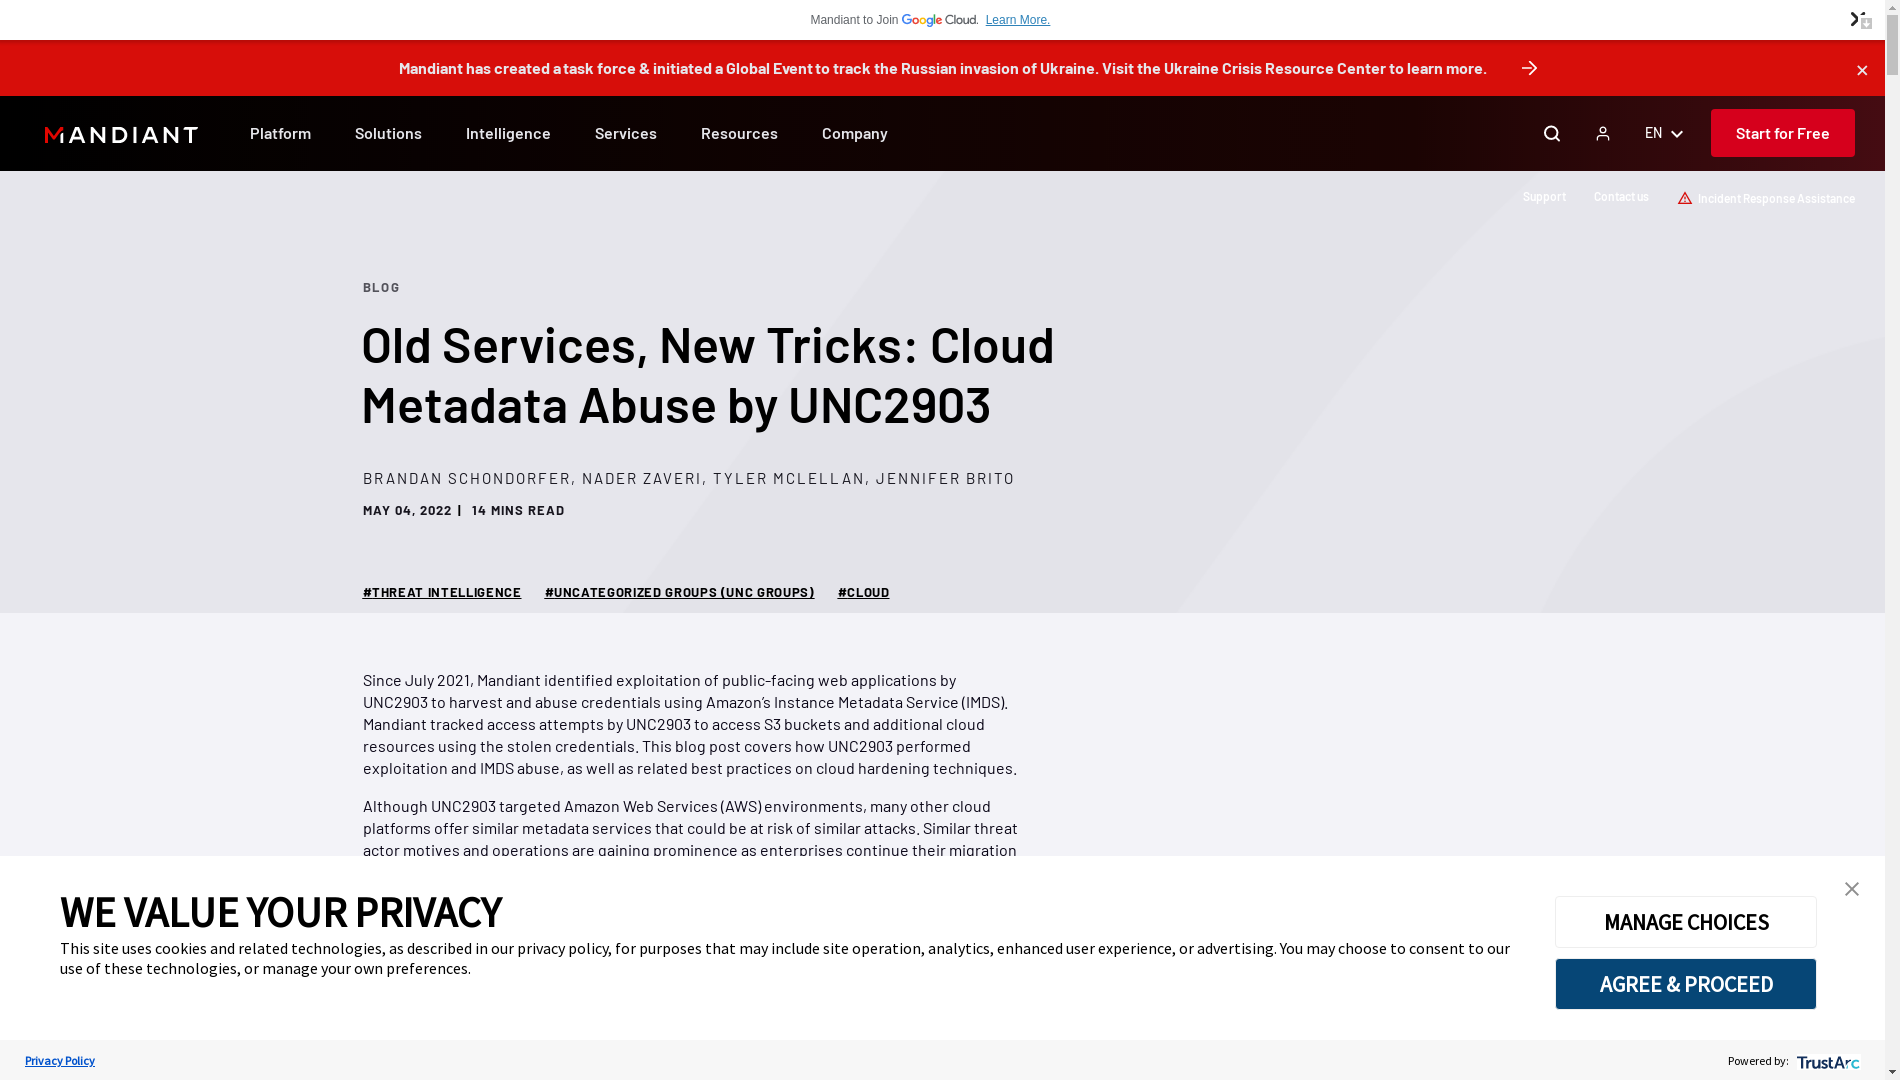 Mandiant to Join Google Cloud. Learn More.
Mandiant has created a task force & initiated a Global Event to track the Russian invasion of Ukraine. Visit the Ukraine Crisis Resource Center to learn more.
MANDIANT Platform Solutions Intelligence Services Resources Company EN Start for Free
Support Contact us Incident Response Assistance
BLOG
Old Services, New Tricks: Cloud
Metadata Abuse by UNC2903
BRANDAN SCHONDORFER, NADER ZAVERI, TYLER MCLELLAN, JENNIFER BRITO
MAY 04, 2022 | 14 MINS READ
#THREAT INTELLIGENCE #UNCATEGORIZED GROUPS (UNC GROUPS) #CLOUD
Since July 2021, Mandiant identified exploitation of public-facing web applications by
UNC2903 to harvest and abuse credentials using Amazon’s Instance Metadata Service (IMDS).
Mandiant tracked access attempts by UNC2903 to access S3 buckets and additional cloud
resources using the stolen credentials. This blog post covers how UNC2903 performed
exploitation and IMDS abuse, as well as related best practices on cloud hardening techniques.
Although UNC2903 targeted Amazon Web Services (AWS) environments, many other cloud
platforms offer similar metadata services that could be at risk of similar attacks. Similar threat
actor motives and operations are gaining prominence as enterprises continue their migration
WE VALUE YOUR PRIVACY
This site uses cookies and related technologies, as described in our privacy policy, for purposes that may include site operation, analytics, enhanced user experience, or advertising. You may choose to consent to our
use of these technologies, or manage your own preferences.
MANAGE CHOICES
AGREE & PROCEED
Privacy Policy
Powered by: TrustArc